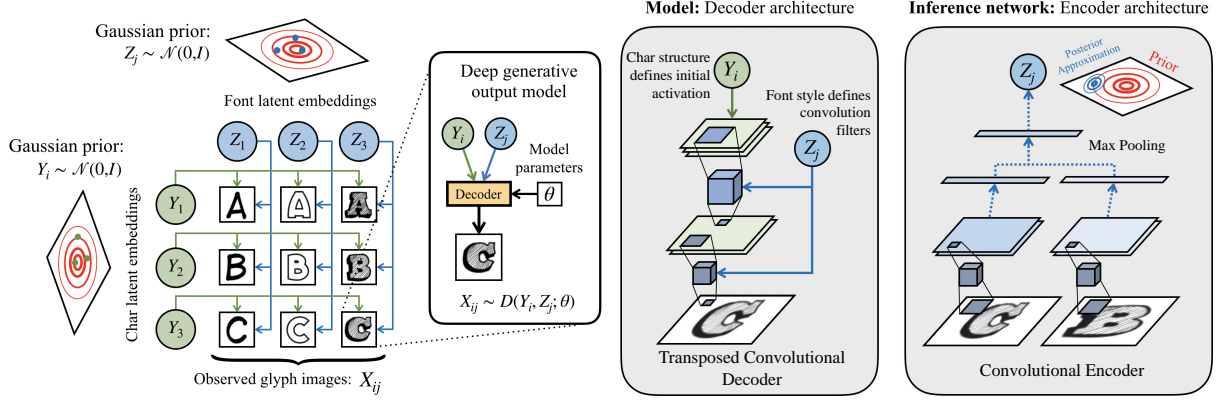 Gaussian prior:
Z_j ∼ 𝒩(0,I)
Font latent embeddings
Gaussian prior:
Y_i ∼ 𝒩(0,I)
Char latent embeddings
Z_1 Z_2 Z_3
Y_1 A A A
Y_2 B B B
Y_3 C C C
Observed glyph images: X_ij
Deep generative
output model
Y_i Z_j
Model
parameters
Decoder θ
C
X_ij ∼ D(Y_i, Z_j; θ)
Model: Decoder architecture
Char structure
defines initial
activation
Y_i
Font style defines
convolution
filters
Z_j
C
Transposed Convolutional
Decoder
Inference network: Encoder architecture
Z_j
Posterior
Approximation
Prior
Max Pooling
C B
Convolutional Encoder